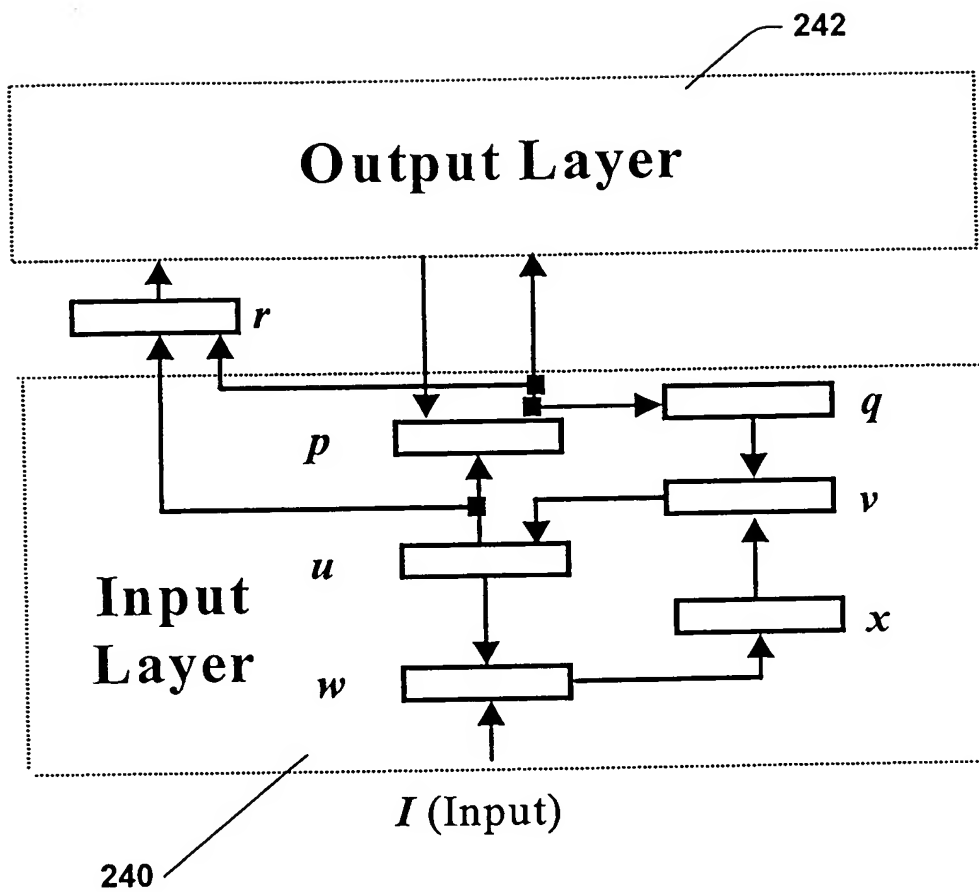 242
Output Layer
r
q
p
v
u
Input
Layer
x
w
I (Input)
240